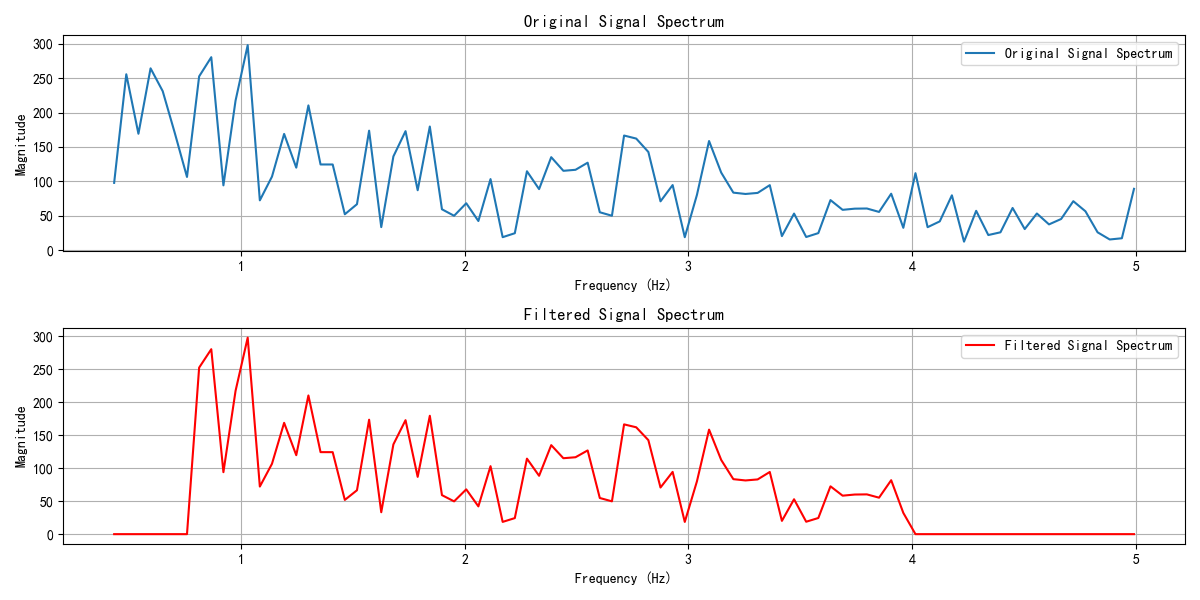 Original Signal Spectrum
300
250
200
150
100
50
0
Magnitude
Original Signal Spectrum
1 2 3 4 5
Frequency (Hz)
Filtered Signal Spectrum
300
250
200
150
100
50
0
Magnitude
Filtered Signal Spectrum
1 2 3 4 5
Frequency (Hz)